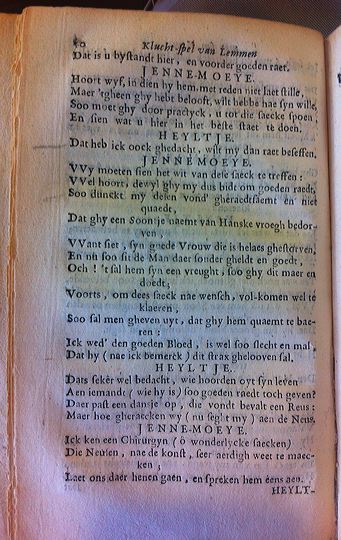 Klucht-spel van Lemmen
Dat is u bystandt hier, en voorder goeden raet.
JENNE-MOEYE.
Hoort wyf, in dien hy hem met reden niet laet stille,
Maer 'tgheen ghy hebt belooft, wilt hebbe hae syn wille,
Soo moet ghy door practyck, u tot die saecke spoen;
En sien wat u hier in het beste staet te doen.
HEYLTJE.
Dat heb ick oock ghedacht, wilt my dan raet beseffen.
JENNEMOEYE.
VVy moeten sien het wit van dese saeck te treffen:
VVel hoort, dewyl ghy my dus bidt om goeden raedt,
Soo dunckt my desen vondt gheraedtsaemt en niet
quaedt,
Dat ghy een Soontje naemt van Hanske vroegh bedor-
ven,
VVant siet, syn goede Vrouw die is helaes ghestorven,
En nu soo sit de Man daer sonder gheldt en goedt,
Och! 't sal hem syn een vreught, soo ghy dit maer en
doedt;
Voorts, om dees saeck nae wensch, vol-komen wel te
klaeren,
Soo sal men gheven uyt, dat ghy hem quaemt te bae-
ren:
Ick wed' den goeden Bloed, is wel soo slecht en mal,
Dat hy (nae ick bemerck) dit strax ghelooven sal.
HEYLTJE.
Dats seker wel bedacht, wie hoorden oyt syn leven
Aen iemandt (wie hy is) soo goeden raedt toch geven?
Daer past een dansje op, die vondt bevalt een Reus:
Maer hoe gheraecken wy (nu seght my) aen de Neus.
JENNE-MOEYE.
Ick ken een Chirurgyn (ô wonderlycke saecken)
Die Neusen, nae de konst, seer aerdigh weet te maec-
ken;
Laet ons daer henen gaen, en spreken hem eens aen.
HEYLT-